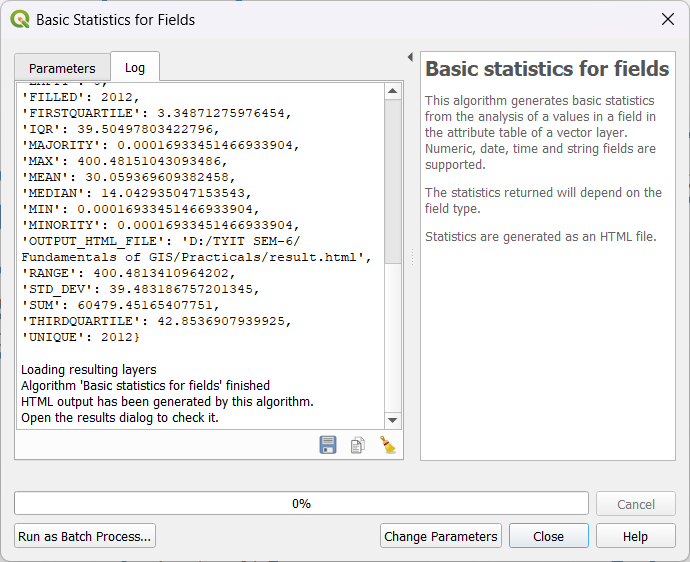 Basic Statistics for Fields
Parameters
Log
'FILLED': 2012,
'FIRSTQUARTILE': 3.34871275976454,
'IQR': 39.50497803422796,
'MAJORITY': 0.00016933451466933904,
'MAX': 400.48151043093486,
'MEAN': 30.059369609382458,
'MEDIAN': 14.042935047153543,
'MIN': 0.00016933451466933904,
'MINORITY': 0.00016933451466933904,
'OUTPUT_HTML_FILE': 'D:/TYIT SEM-6/
Fundamentals of GIS/Practicals/result.html',
'RANGE': 400.4813410964202,
'STD_DEV': 39.483186757201345,
'SUM': 60479.45165407751,
'THIRDQUARTILE': 42.8536907939925,
'UNIQUE': 2012}
Loading resulting layers
Algorithm 'Basic statistics for fields' finished
HTML output has been generated by this algorithm.
Open the results dialog to check it.
Basic statistics for fields
This algorithm generates basic statistics
from the analysis of a values in a field in
the attribute table of a vector layer.
Numeric, date, time and string fields are
supported.
The statistics returned will depend on the
field type.
Statistics are generated as an HTML file.
0%
Cancel
Run as Batch Process...
Change Parameters
Close
Help